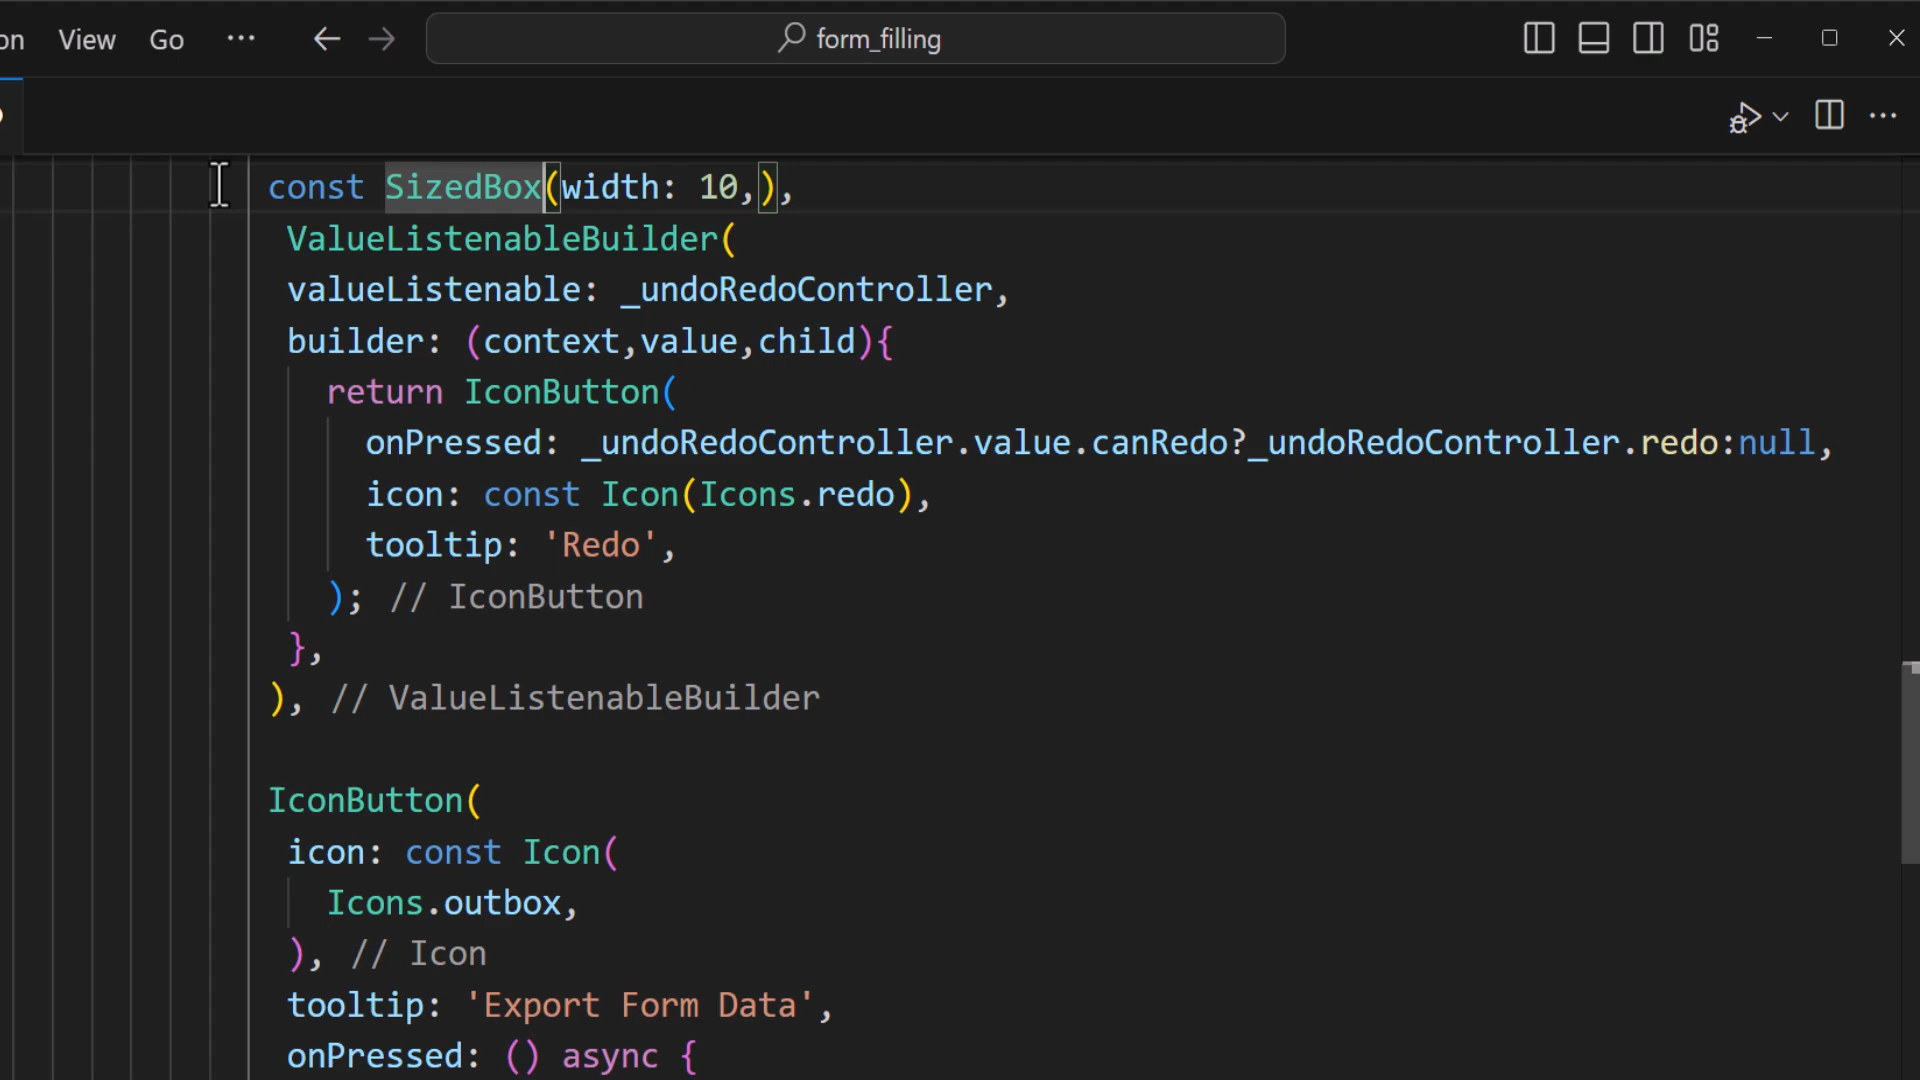 on View Go ··· form_filling
const SizedBox(width: 10,),
ValueListenableBuilder(
valueListenable: _undoRedoController,
builder: (context,value,child){
return IconButton(
onPressed: _undoRedoController.value.canRedo?_undoRedoController.redo:null,
icon: const Icon(Icons.redo),
tooltip: 'Redo',
); // IconButton
},
), // ValueListenableBuilder
IconButton(
icon: const Icon(
Icons.outbox,
), // Icon
tooltip: 'Export Form Data',
onPressed: () async {